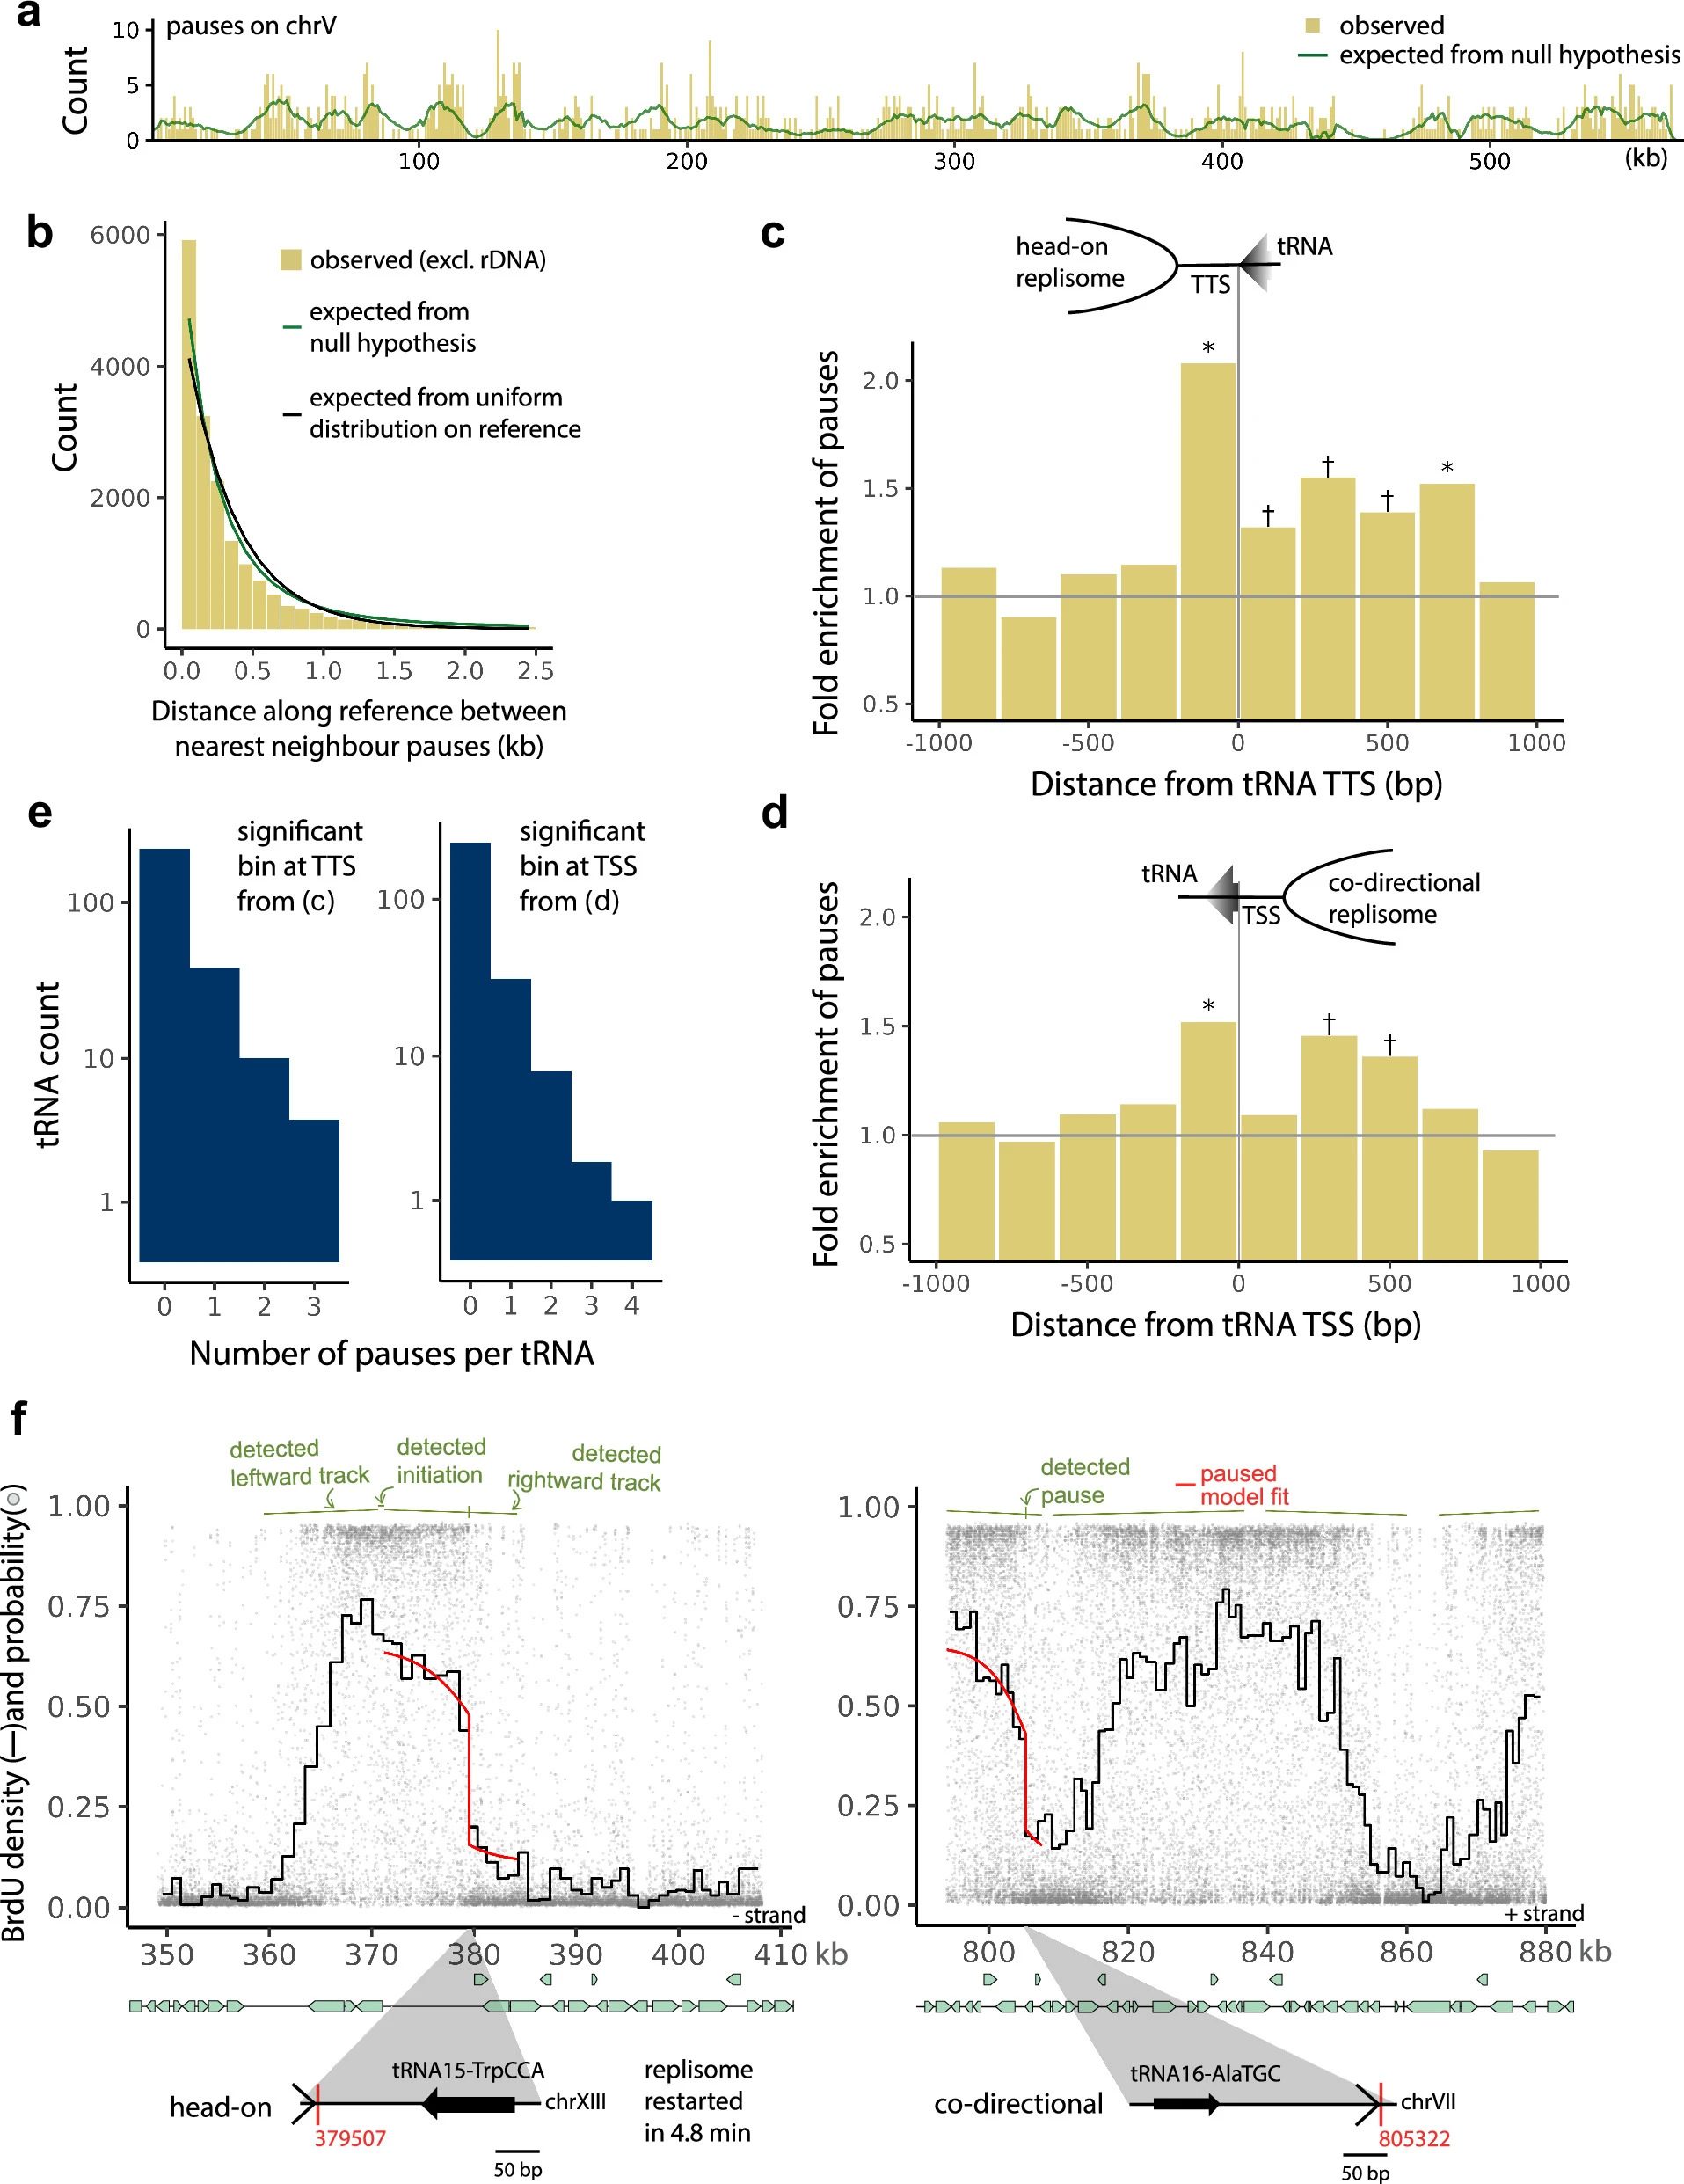 a
pauses on chrV
observed
expected from null hypothesis
Count
10
5
0
100
200
300
400
500
(kb)
b
6000
4000
2000
0
Count
observed (excl. rDNA)
expected from
null hypothesis
expected from uniform
distribution on reference
0.0
0.5
1.0
1.5
2.0
2.5
Distance along reference between
nearest neighbour pauses (kb)
c
head-on
replisome
TTS
tRNA
Fold enrichment of pauses
2.0
1.5
1.0
0.5
*
†
†
†
*
-1000
-500
0
500
1000
Distance from tRNA TTS (bp)
e
significant
bin at TTS
from (c)
significant
bin at TSS
from (d)
tRNA count
100
10
1
100
10
1
0 1 2 3
0 1 2 3 4
Number of pauses per tRNA
d
tRNA
TSS
co-directional
replisome
Fold enrichment of pauses
2.0
1.5
1.0
0.5
*
†
†
-1000
-500
0
500
1000
Distance from tRNA TSS (bp)
f
detected
leftward track
detected
initiation
detected
rightward track
BrdU density (—)and probability(○)
1.00
0.75
0.50
0.25
0.00
- strand
350 360 370 380 390 400 410 kb
head-on
tRNA15-TrpCCA
chrXIII
379507
50 bp
replisome
restarted
in 4.8 min
detected
pause
paused
model fit
1.00
0.75
0.50
0.25
0.00
+ strand
800 820 840 860 880 kb
co-directional
tRNA16-AlaTGC
chrVII
805322
50 bp